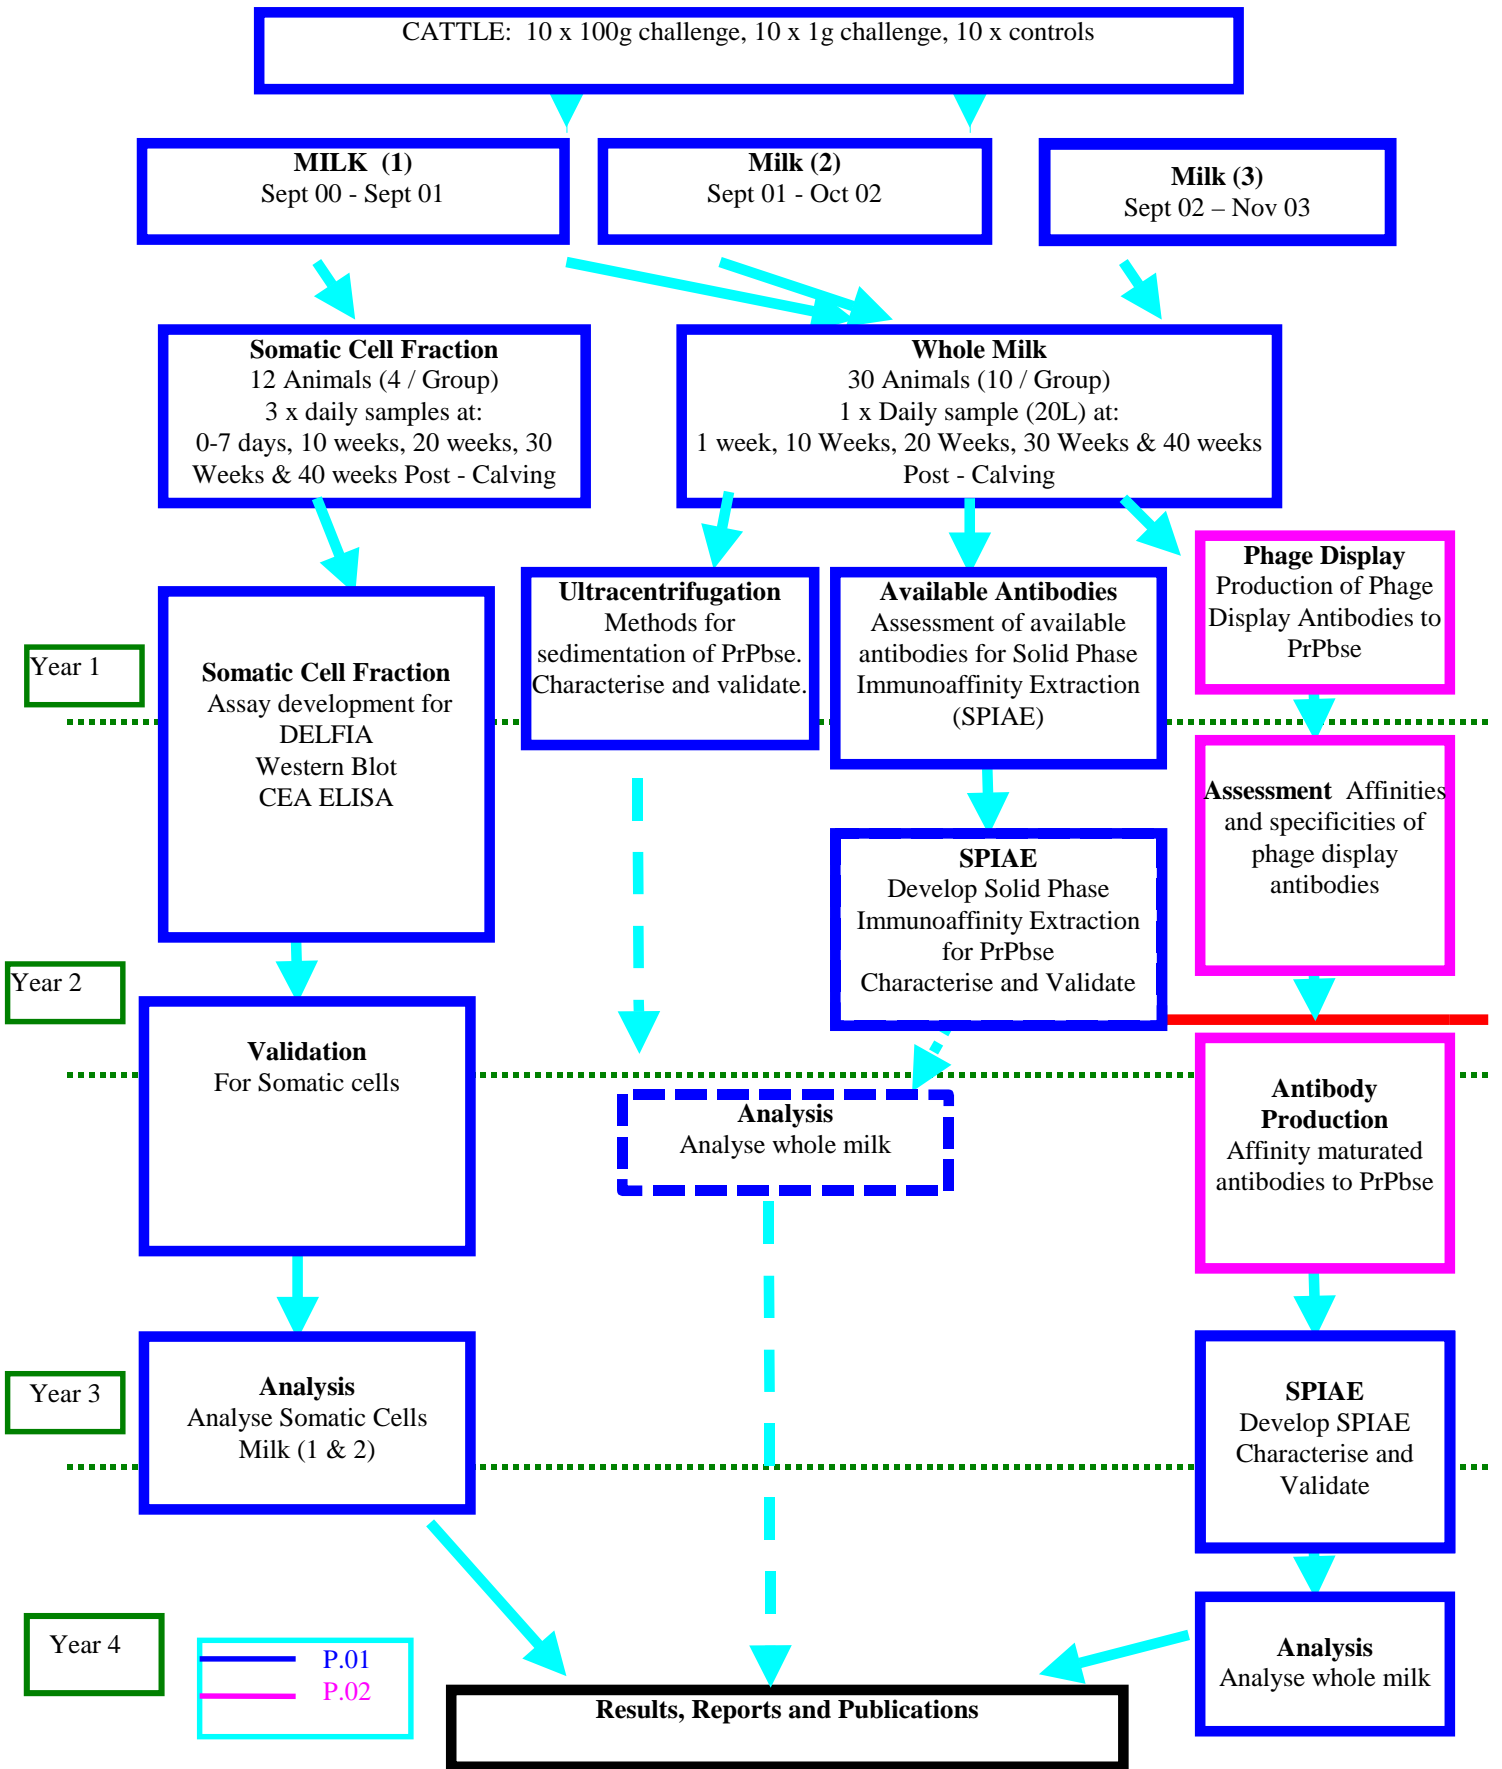 CATTLE: 10 x 100g challenge, 10 x 1g challenge, 10 x controls
MILK (1)
Sept 00 - Sept 01
Milk (2)
Sept 01 - Oct 02
Milk (3)
Sept 02 – Nov 03
Somatic Cell Fraction
12 Animals (4 / Group)
3 x daily samples at:
0-7 days, 10 weeks, 20 weeks, 30
Weeks & 40 weeks Post - Calving
Whole Milk
30 Animals (10 / Group)
1 x Daily sample (20L) at:
1 week, 10 Weeks, 20 Weeks, 30 Weeks & 40 weeks
Post - Calving
Year 1
Somatic Cell Fraction
Assay development for
DELFIA
Western Blot
CEA ELISA
Ultracentrifugation
Methods for
sedimentation of PrPbse.
Characterise and validate.
Available Antibodies
Assessment of available
antibodies for Solid Phase
Immunoaffinity Extraction
(SPIAE)
Phage Display
Production of Phage
Display Antibodies to
PrPbse
Assessment Affinities
and specificities of
phage display
antibodies
SPIAE
Develop Solid Phase
Immunoaffinity Extraction
for PrPbse
Characterise and Validate
Year 2
Validation
For Somatic cells
Analysis
Analyse whole milk
Antibody
Production
Affinity maturated
antibodies to PrPbse
Year 3
Analysis
Analyse Somatic Cells
Milk (1 & 2)
SPIAE
Develop SPIAE
Characterise and
Validate
Year 4
P.01
P.02
Analysis
Analyse whole milk
Results, Reports and Publications